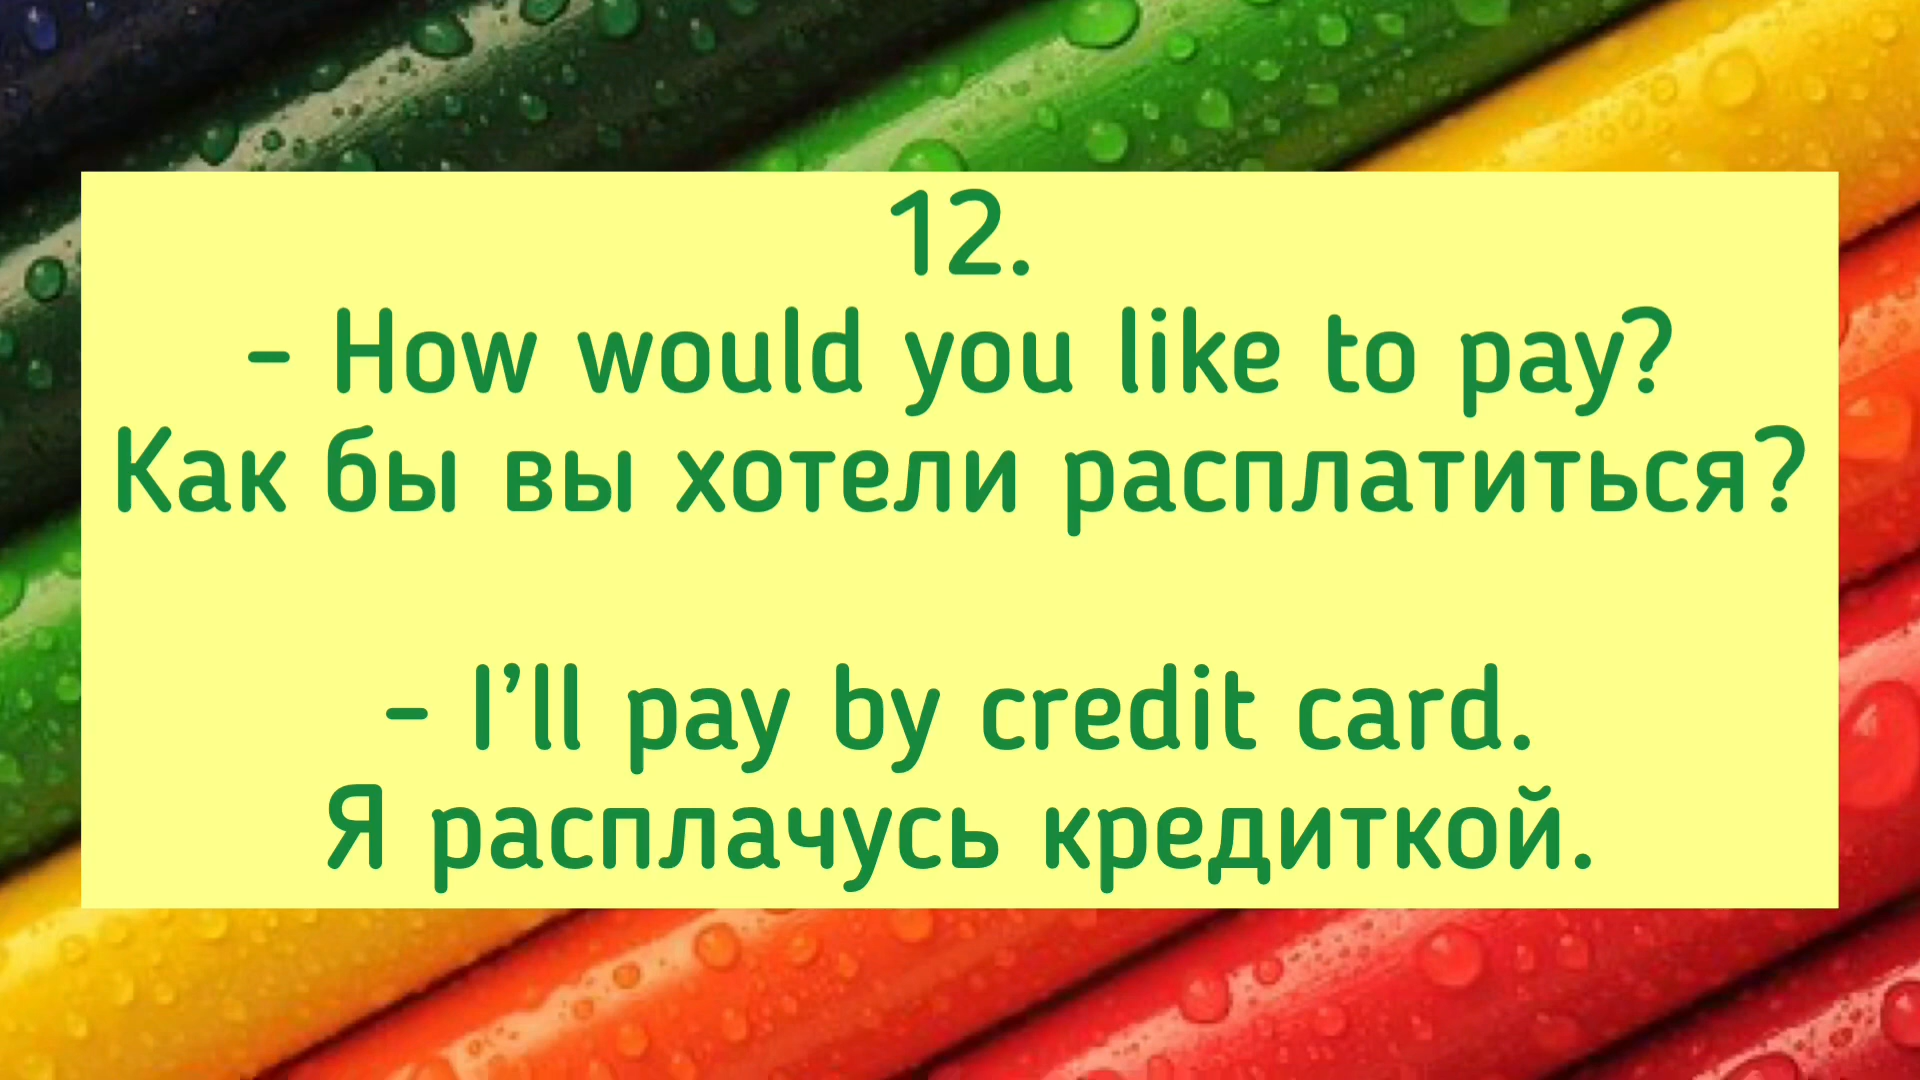 12.
- How would you like to pay?
Как бы вы хотели расплатиться?
- I’ll pay by credit card.
Я расплачусь кредиткой.